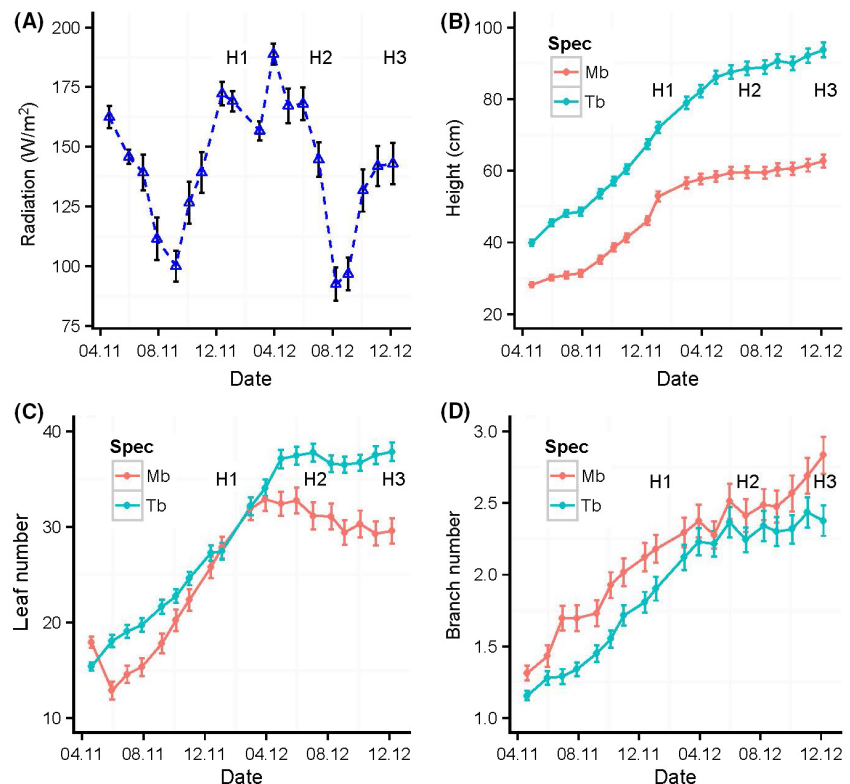 (A)
200
175
150
125
100
75
Radiation (W/m²)
H1 H2 H3
04.11 08.11 12.11 04.12 08.12 12.12
Date
(B)
100
80
60
40
20
Height (cm)
Spec
Mb
Tb
H1 H2 H3
04.11 08.11 12.11 04.12 08.12 12.12
Date
(C)
40
30
20
10
Leaf number
Spec
Mb
Tb
H1 H2 H3
04.11 08.11 12.11 04.12 08.12 12.12
Date
(D)
3.0
2.5
2.0
1.5
1.0
Branch number
Spec
Mb
Tb
H1 H2 H3
04.11 08.11 12.11 04.12 08.12 12.12
Date